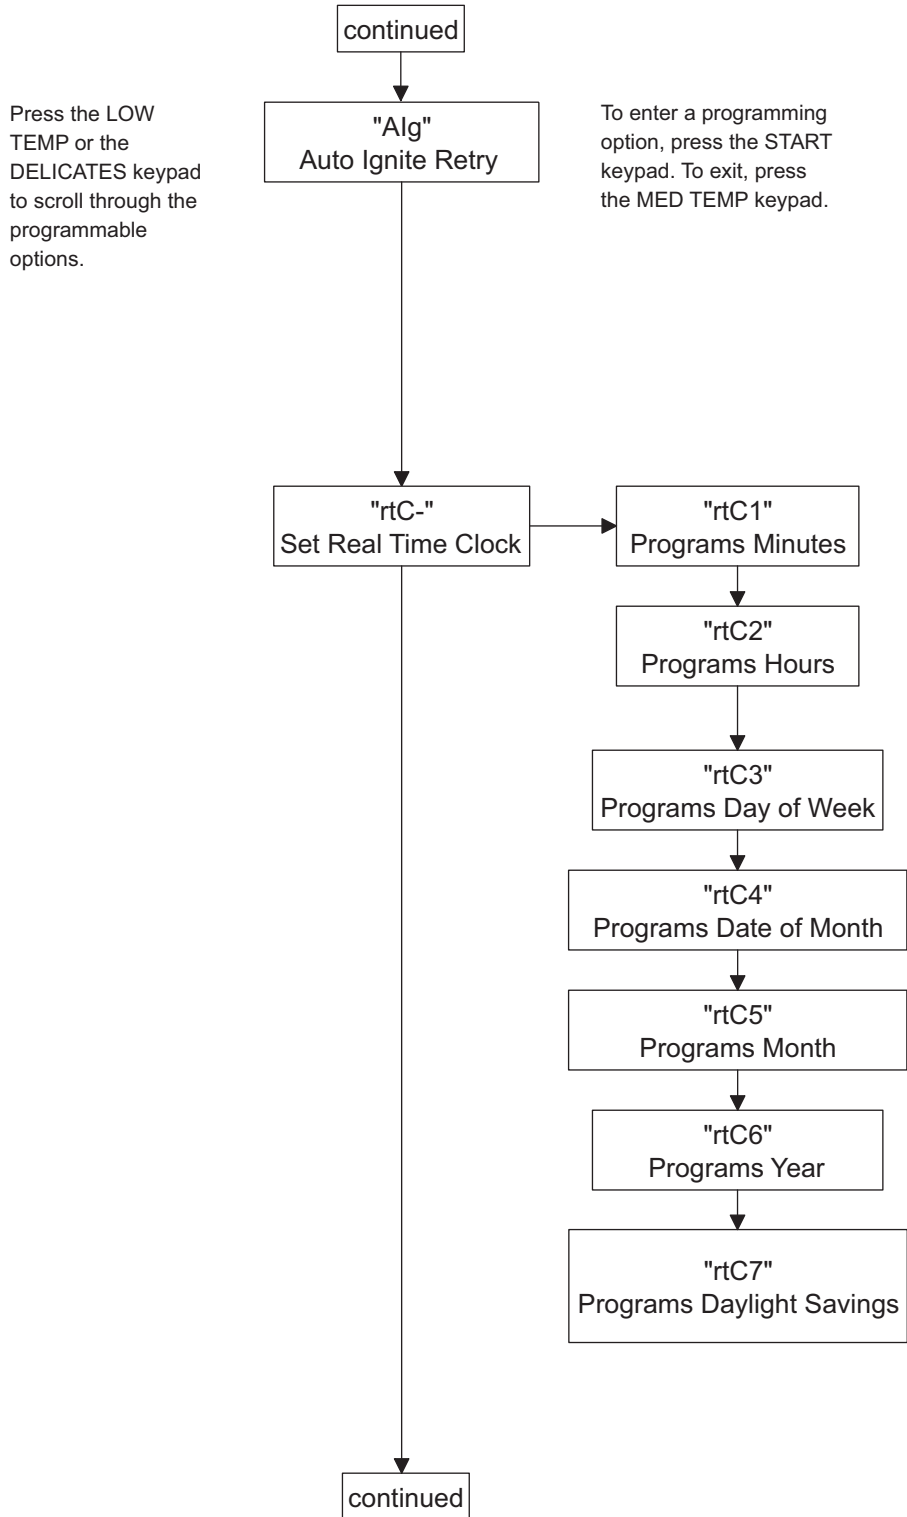 continued
Press the LOW
TEMP or the
DELICATES keypad
to scroll through the
programmable
options.
"AIg"
Auto Ignite Retry
To enter a programming
option, press the START
keypad. To exit, press
the MED TEMP keypad.
"rtC-"
Set Real Time Clock
"rtC1"
Programs Minutes
"rtC2"
Programs Hours
"rtC3"
Programs Day of Week
"rtC4"
Programs Date of Month
"rtC5"
Programs Month
"rtC6"
Programs Year
"rtC7"
Programs Daylight Savings
continued